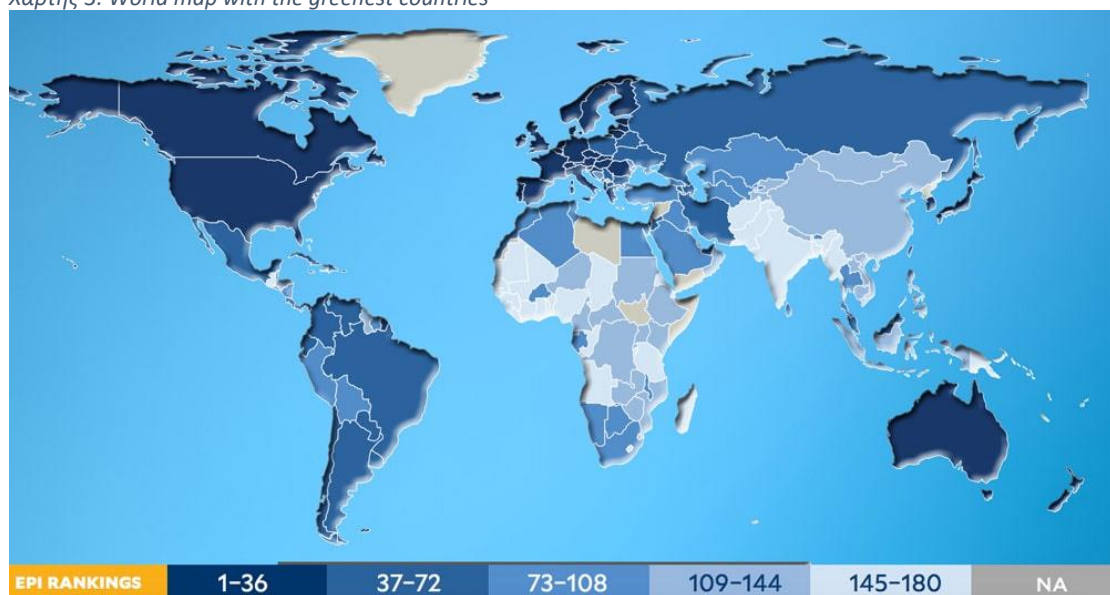 Χάρτης 3: World map with the greenest countries
EPI RANKINGS 1–36 37–72 73–108 109–144 145–180 NA